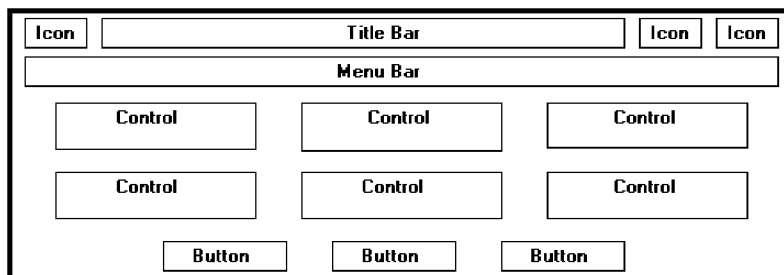 Icon Title Bar Icon Icon
Menu Bar
Control Control Control
Control Control Control
Button Button Button